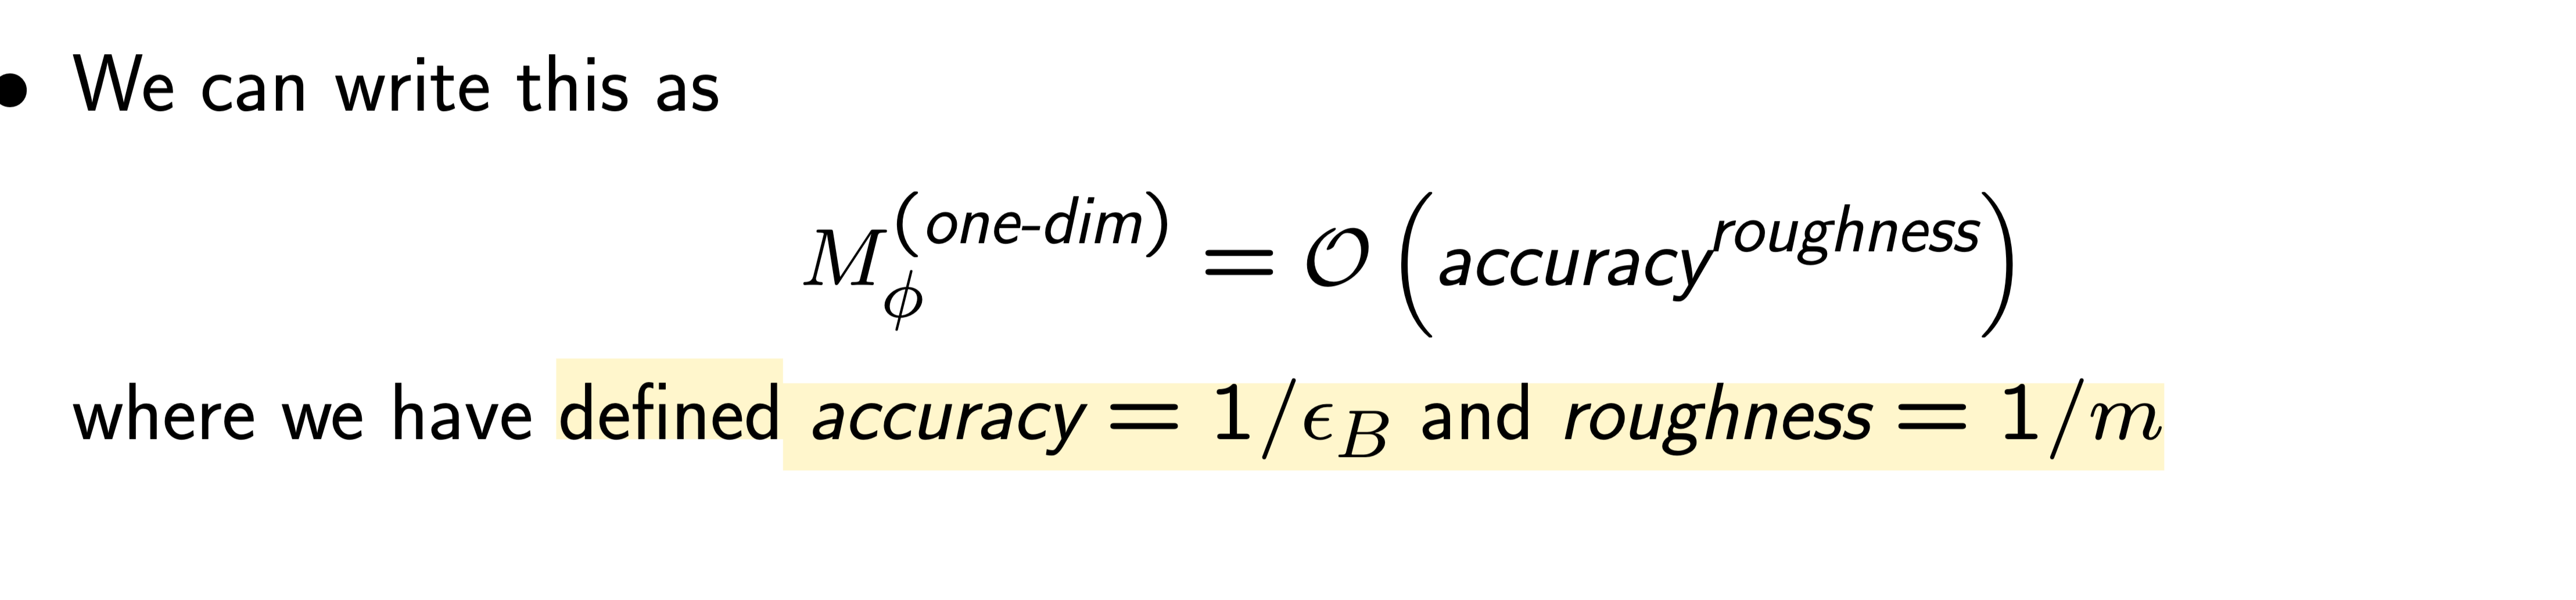 • We can write this as
M_ϕ^(one-dim) = 𝒪 (accuracy^roughness)
where we have defined accuracy = 1/ϵ_B and roughness = 1/m